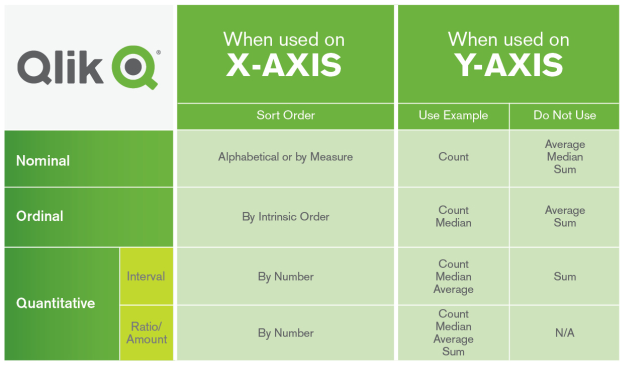 Qlik
®
When used on
X-AXIS
When used on
Y-AXIS
Sort Order
Use Example
Do Not Use
Nominal
Alphabetical or by Measure
Count
Average
Median
Sum
Ordinal
By Intrinsic Order
Count
Median
Average
Sum
Quantitative
Interval
By Number
Count
Median
Average
Sum
Ratio/
Amount
By Number
Count
Median
Average
Sum
N/A